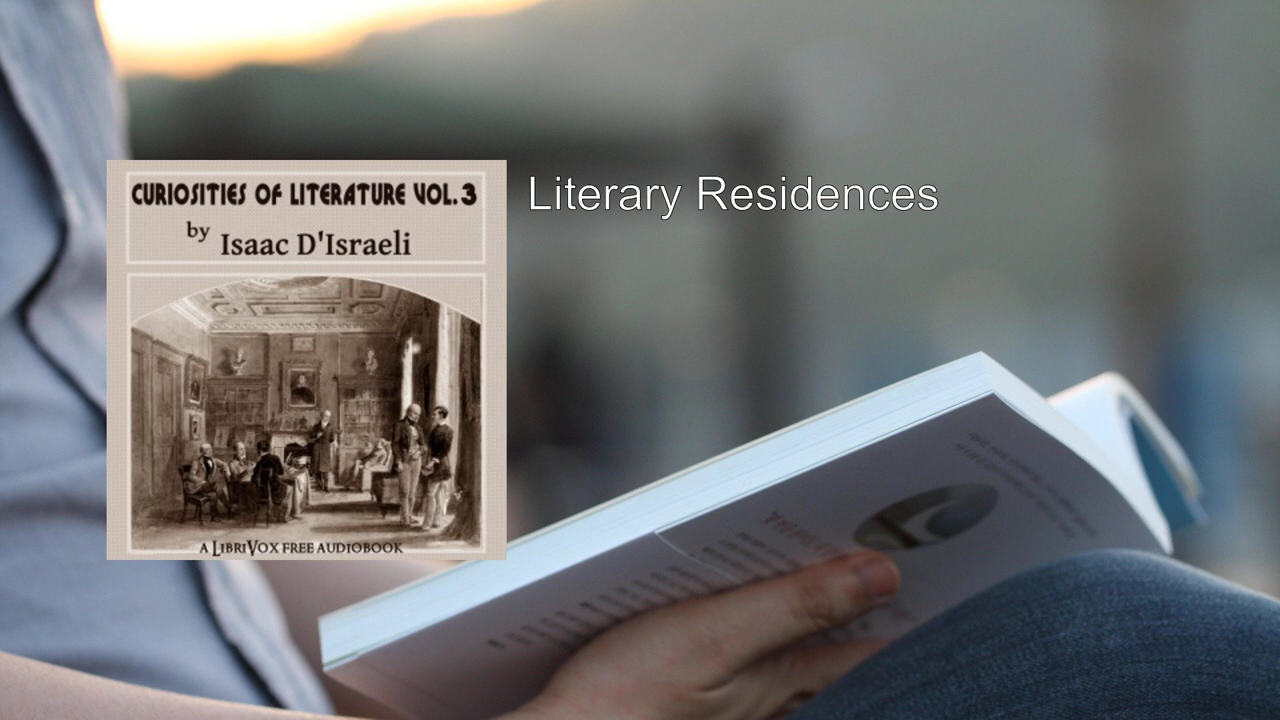 CURIOSITIES OF LITERATURE VOL.3
by Isaac D'Israeli
A LIBRIVOX FREE AUDIOBOOK
Literary Residences